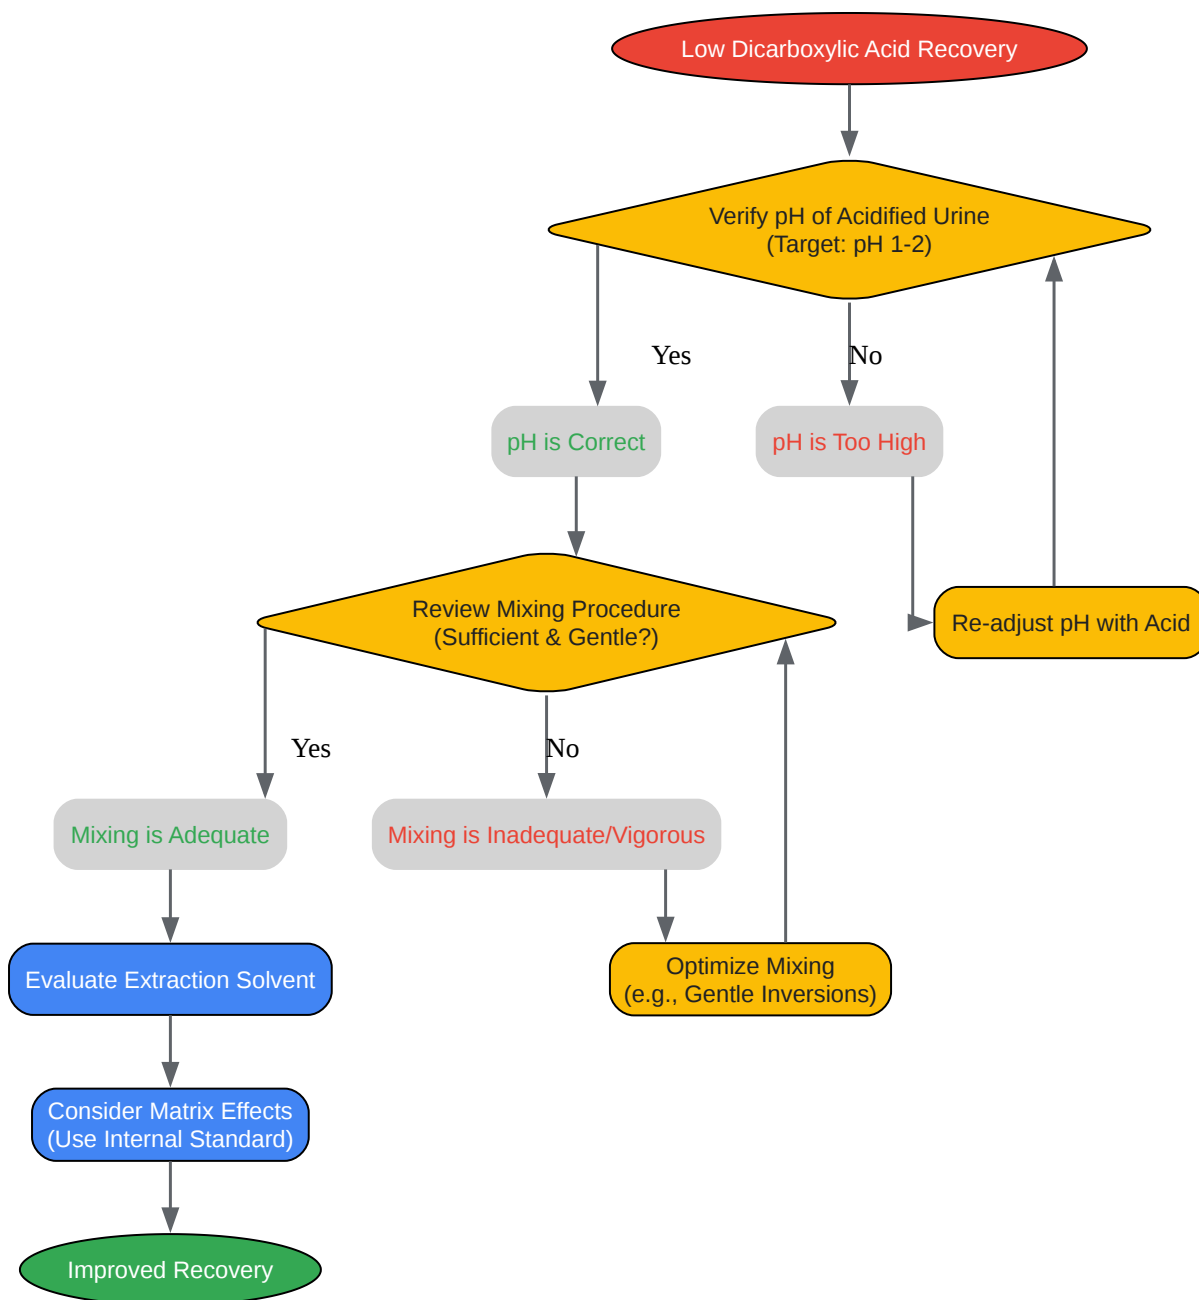 Low Dicarboxylic Acid Recovery
Verify pH of Acidified Urine
(Target: pH 1-2)
Yes
No
pH is Correct
pH is Too High
Review Mixing Procedure
(Sufficient & Gentle?)
Re-adjust pH with Acid
Yes
No
Mixing is Adequate
Mixing is Inadequate/Vigorous
Evaluate Extraction Solvent
Optimize Mixing
(e.g., Gentle Inversions)
Consider Matrix Effects
(Use Internal Standard)
Improved Recovery